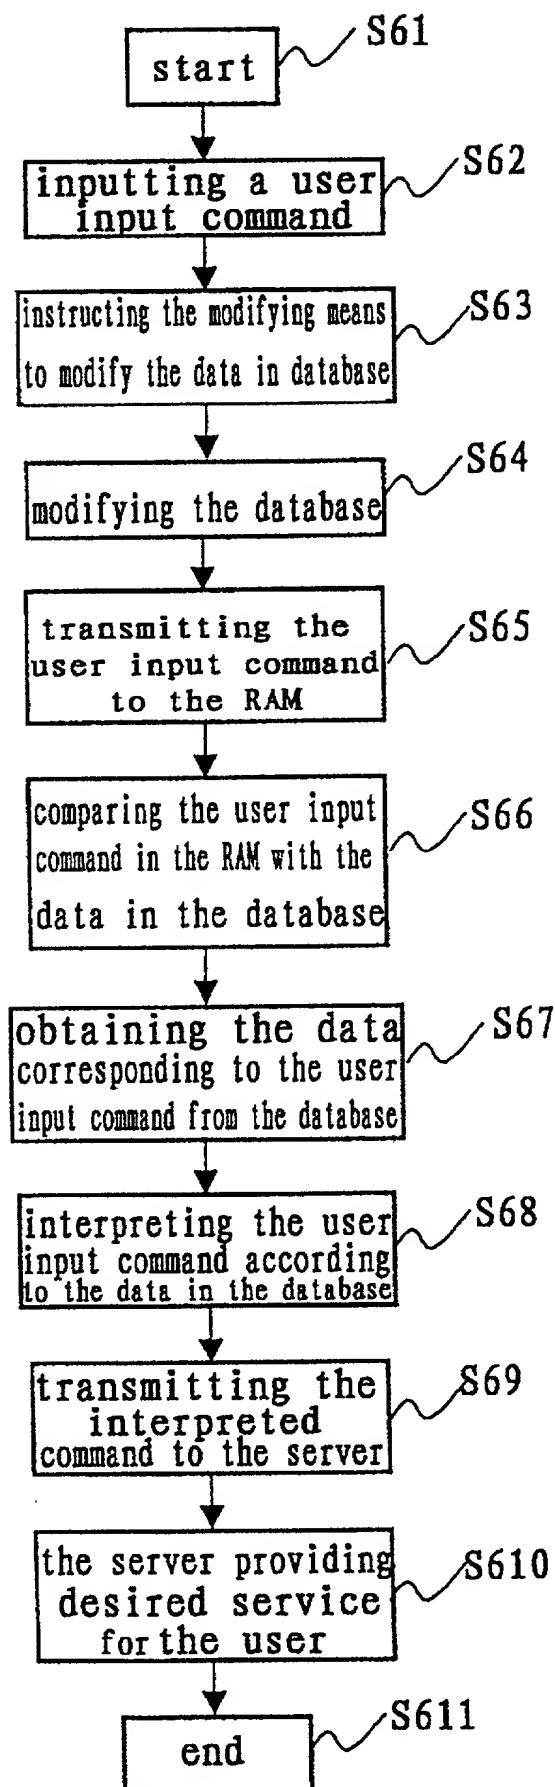 S61
start
S62
inputting a user
input command
S63
instructing the modifying means
to modify the data in database
S64
modifying the database
S65
transmitting the
user input command
to the RAM
S66
comparing the user input
command in the RAM with the
data in the database
S67
obtaining the data
corresponding to the user
input command from the database
S68
interpreting the user
input command according
to the data in the database
S69
transmitting the
interpreted
command to the server
S610
the server providing
desired service
for the user
S611
end